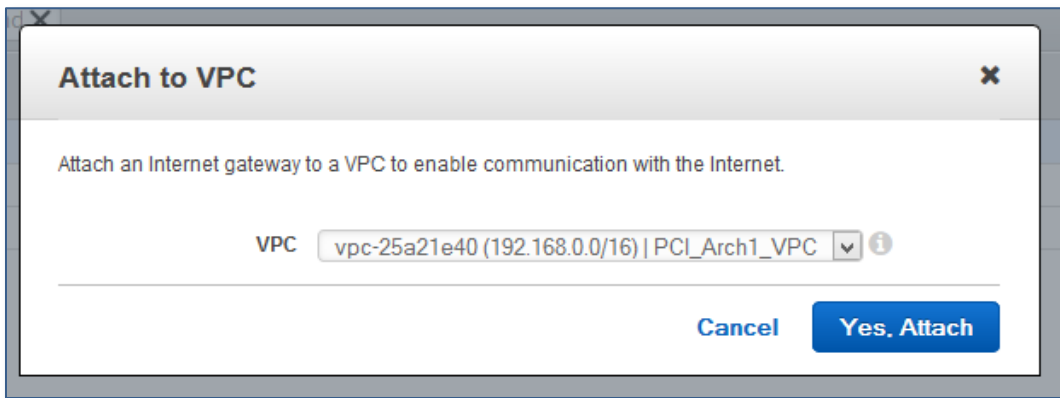 Attach to VPC
Attach an Internet gateway to a VPC to enable communication with the Internet.
VPC vpc-25a21e40 (192.168.0.0/16) | PCI_Arch1_VPC
Cancel Yes, Attach